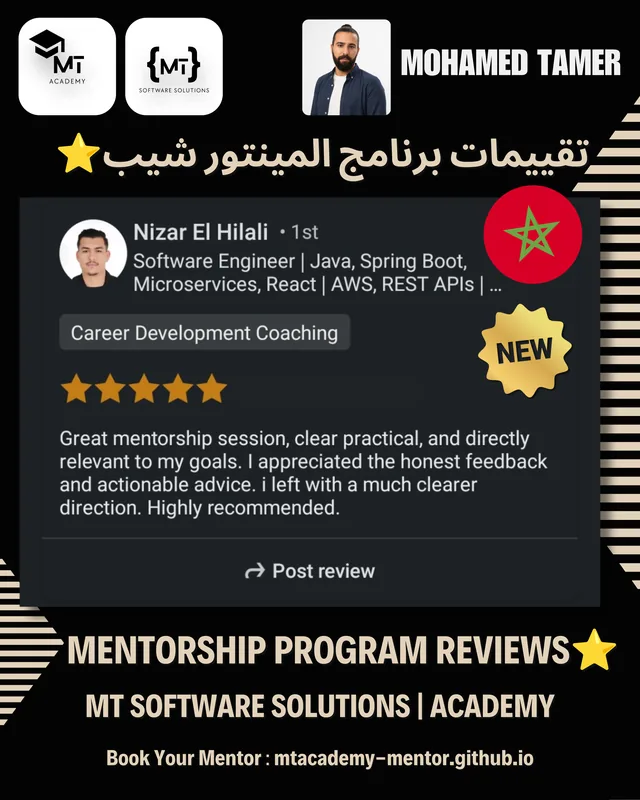 MT
ACADEMY
{MT}
SOFTWARE SOLUTIONS
MOHAMED TAMER
تقييمات برنامج المينتور شيب⭐
Nizar El Hilali • 1st
Software Engineer | Java, Spring Boot,
Microservices, React | AWS, REST APIs | ...
Career Development Coaching
NEW
Great mentorship session, clear practical, and directly
relevant to my goals. I appreciated the honest feedback
and actionable advice. i left with a much clearer
direction. Highly recommended.
Post review
MENTORSHIP PROGRAM REVIEWS⭐
MT SOFTWARE SOLUTIONS | ACADEMY
Book Your Mentor : mtacademy-mentor.github.io